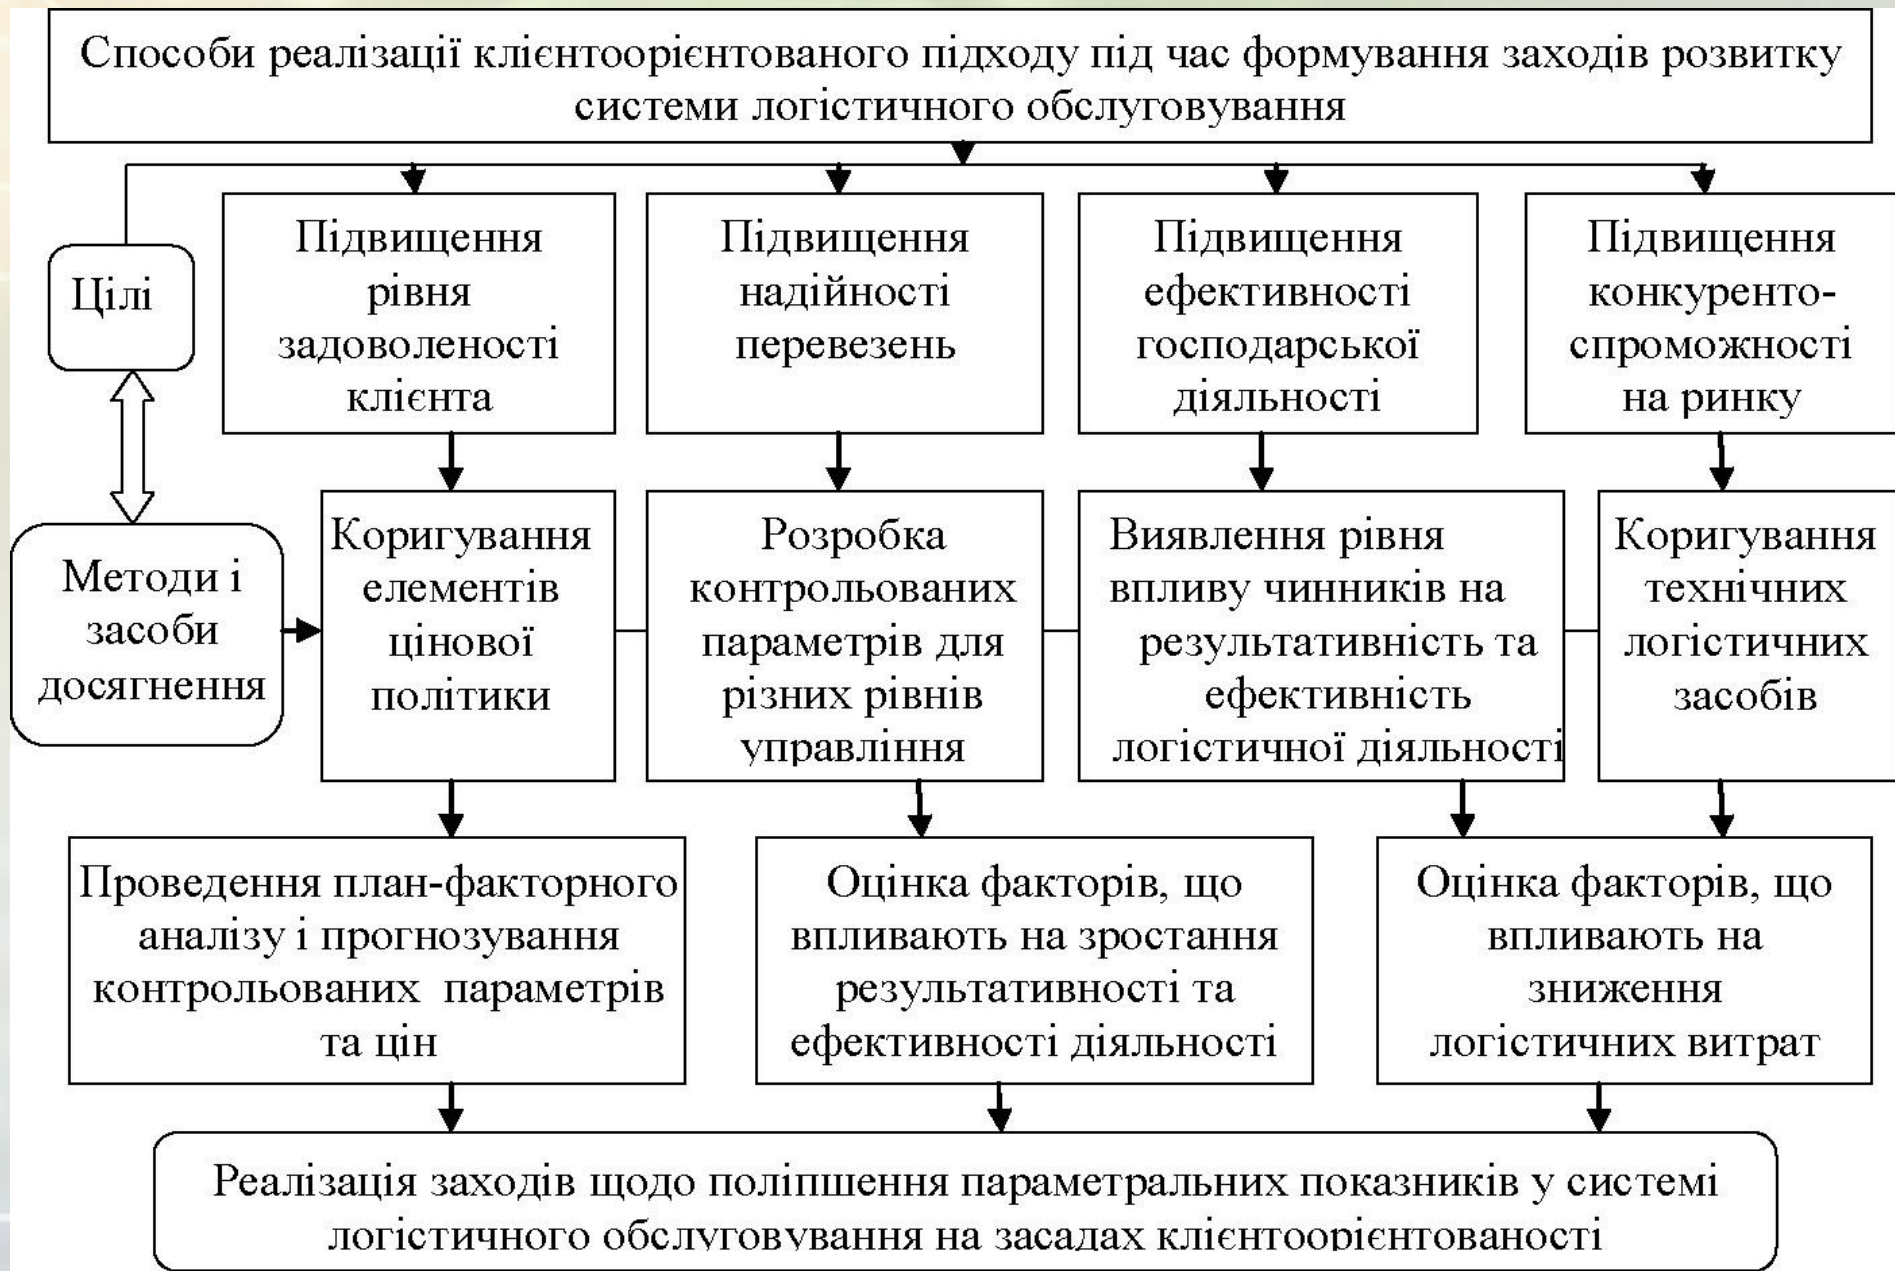 Способи реалізації клієнтоорієнтованого підходу під час формування заходів розвитку
системи логістичного обслуговування
Цілі
Підвищення
рівня
задоволеності
клієнта
Підвищення
надійності
перевезень
Підвищення
ефективності
господарської
діяльності
Підвищення
конкуренто-
спроможності
на ринку
Методи і
засоби
досягнення
Коригування
елементів
цінової
політики
Розробка
контрольованих
параметрів для
різних рівнів
управління
Виявлення рівня
впливу чинників на
результативність та
ефективність
логістичної діяльності
Коригування
технічних
логістичних
засобів
Проведення план-факторного
аналізу і прогнозування
контрольованих параметрів
та цін
Оцінка факторів, що
впливають на зростання
результативності та
ефективності діяльності
Оцінка факторів, що
впливають на
зниження
логістичних витрат
Реалізація заходів щодо поліпшення параметральних показників у системі
логістичного обслуговування на засадах клієнтоорієнтованості